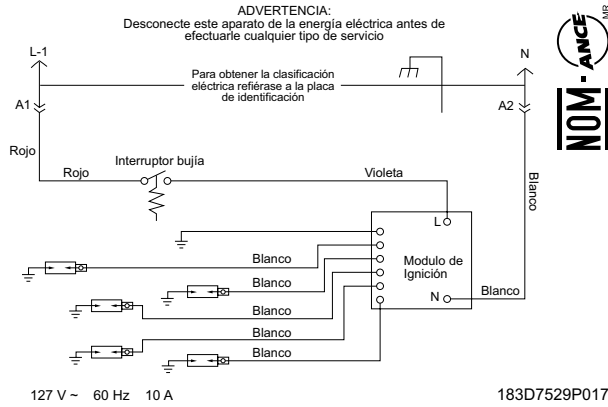 ADVERTENCIA:
Desconecte este aparato de la energía eléctrica antes de
efectuarle cualquier tipo de servicio
L-1
N
Para obtener la clasificación
eléctrica refiérase a la placa
de identificación
A1
A2
NOM-ANCE
MR
Rojo
Rojo
Interruptor bujía
Violeta
Blanco
L
Modulo de
Ignición
N
Blanco
Blanco
Blanco
Blanco
Blanco
Blanco
127 V ~ 60 Hz 10 A
183D7529P017